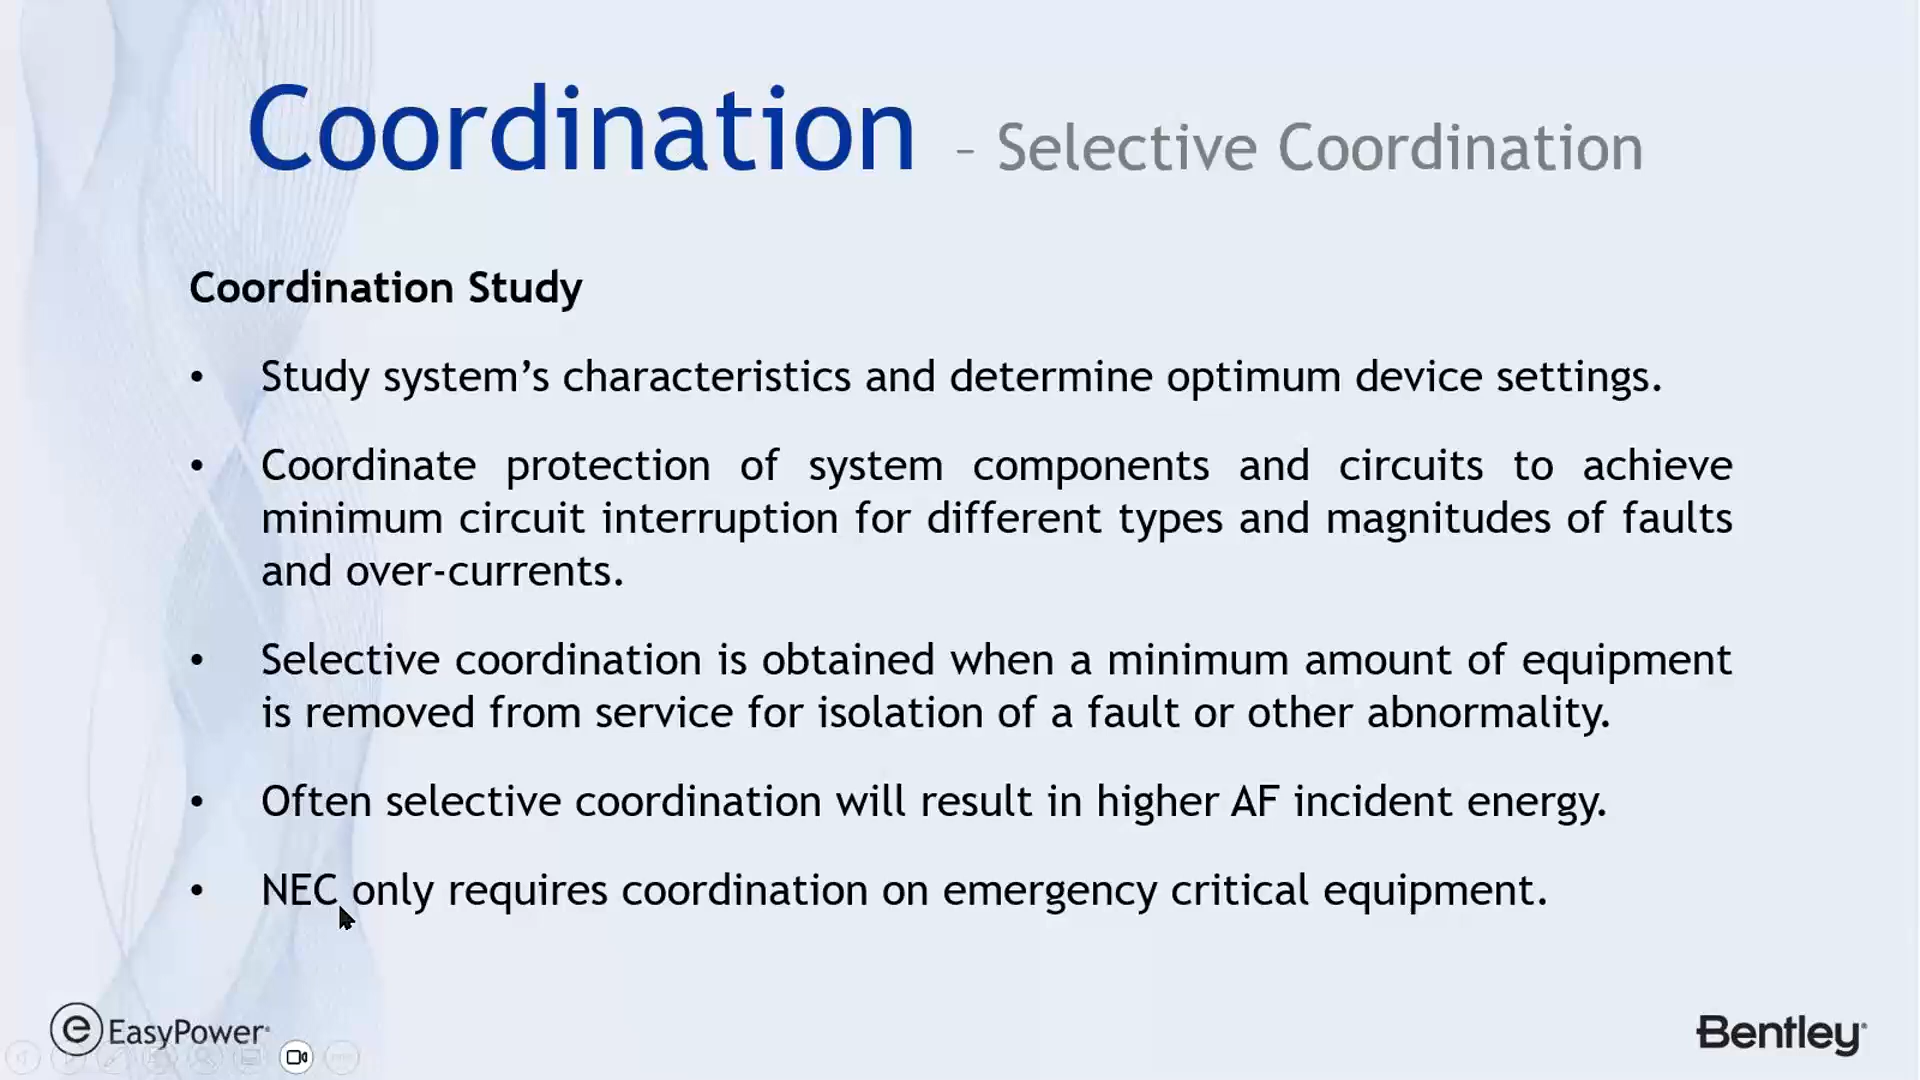 Coordination – Selective Coordination
Coordination Study
• Study system’s characteristics and determine optimum device settings.
• Coordinate protection of system components and circuits to achieve
minimum circuit interruption for different types and magnitudes of faults
and over-currents.
• Selective coordination is obtained when a minimum amount of equipment
is removed from service for isolation of a fault or other abnormality.
• Often selective coordination will result in higher AF incident energy.
• NEC only requires coordination on emergency critical equipment.
e EasyPower®
Bentley®